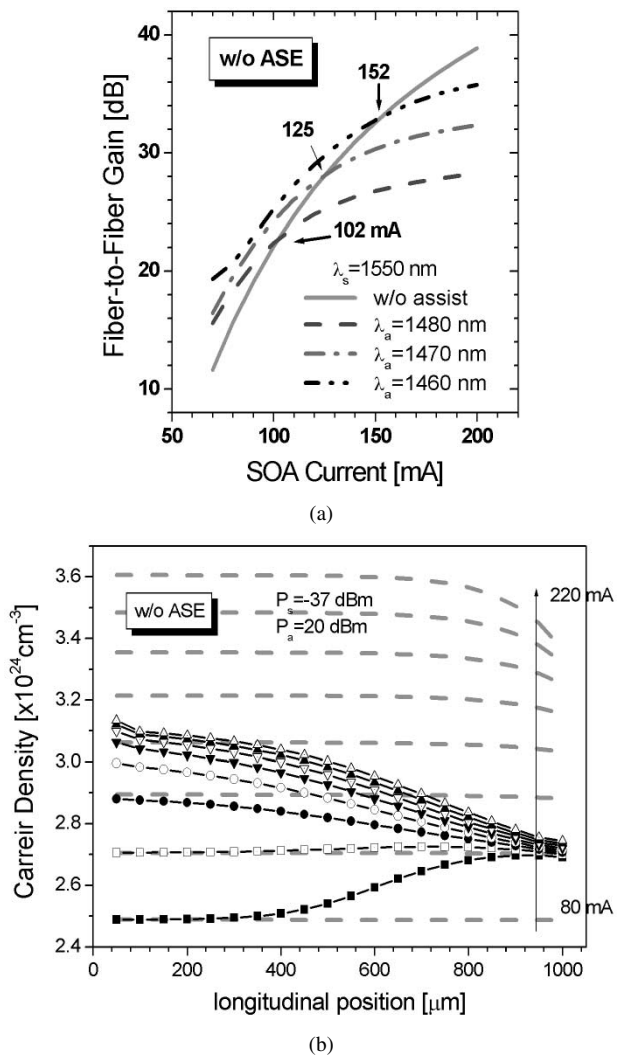 40
30
20
10
Fiber-to-Fiber Gain [dB]
w/o ASE
152
125
102 mA
λs=1550 nm
w/o assist
λa=1480 nm
λa=1470 nm
λa=1460 nm
50 100 150 200
SOA Current [mA]
(a)
3.6
3.4
3.2
3.0
2.8
2.6
2.4
Carreir Density [x10²⁴cm⁻³]
w/o ASE
Ps=-37 dBm
Pa=20 dBm
220 mA
80 mA
0 200 400 600 800 1000
longitudinal position [μm]
(b)